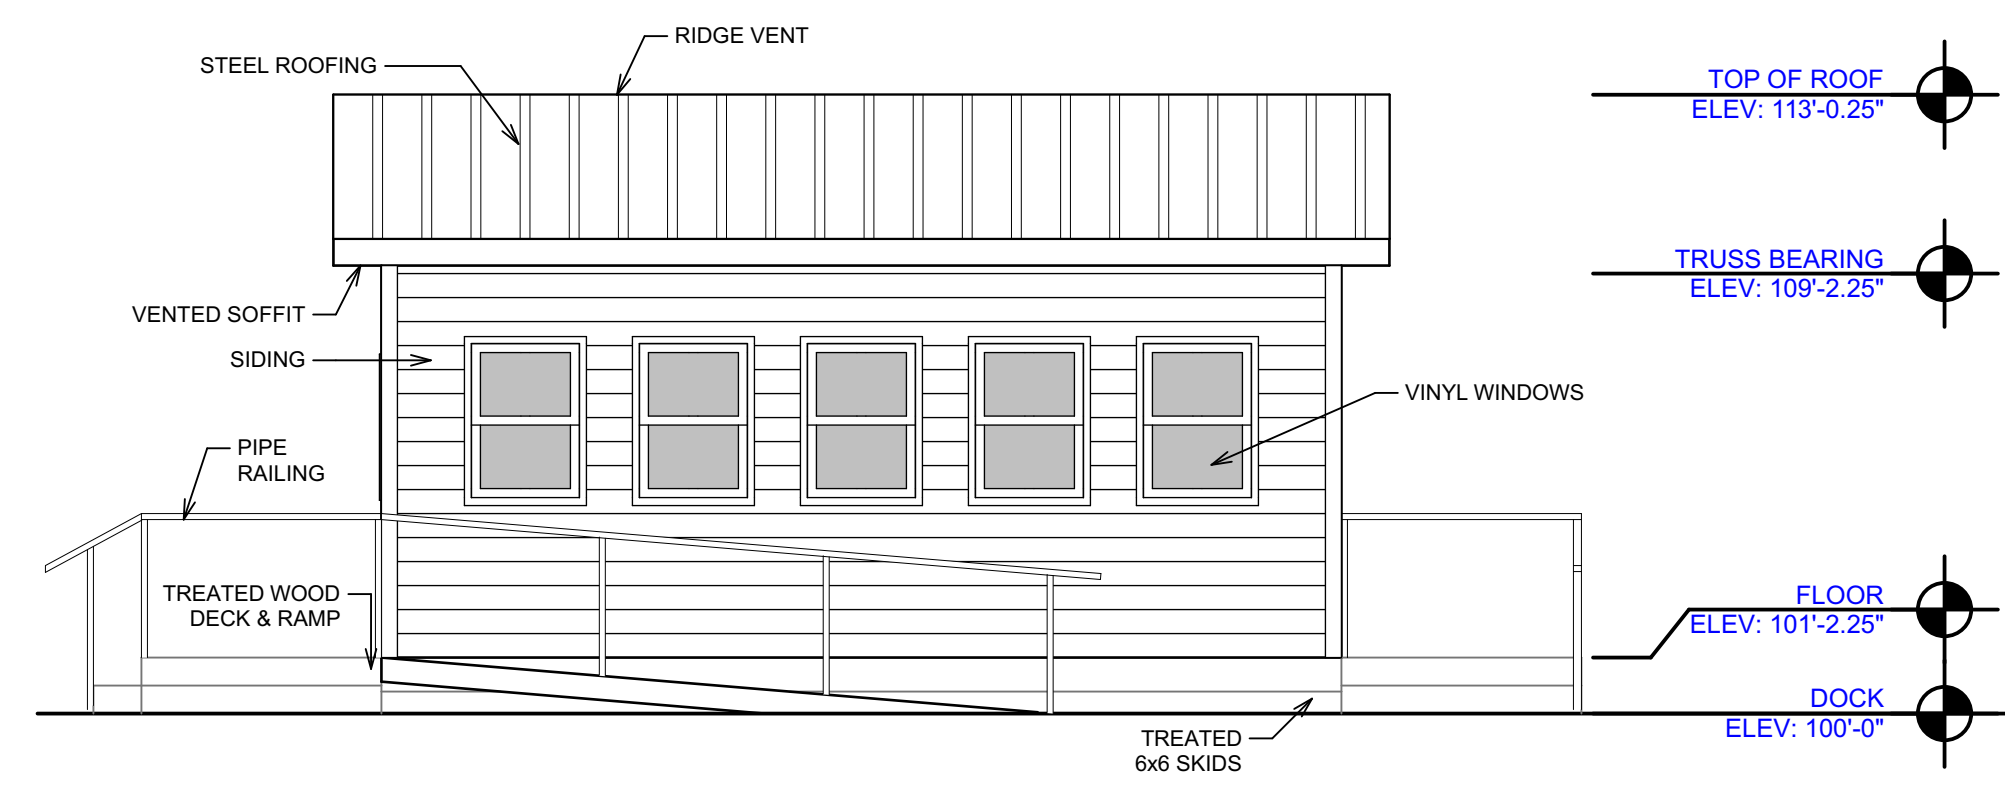 RIDGE VENT
STEEL ROOFING
TOP OF ROOF
ELEV: 113'-0.25"
TRUSS BEARING
ELEV: 109'-2.25"
VENTED SOFFIT
SIDING
VINYL WINDOWS
PIPE
RAILING
TREATED WOOD
DECK & RAMP
FLOOR
ELEV: 101'-2.25"
DOCK
ELEV: 100'-0"
TREATED
6x6 SKIDS